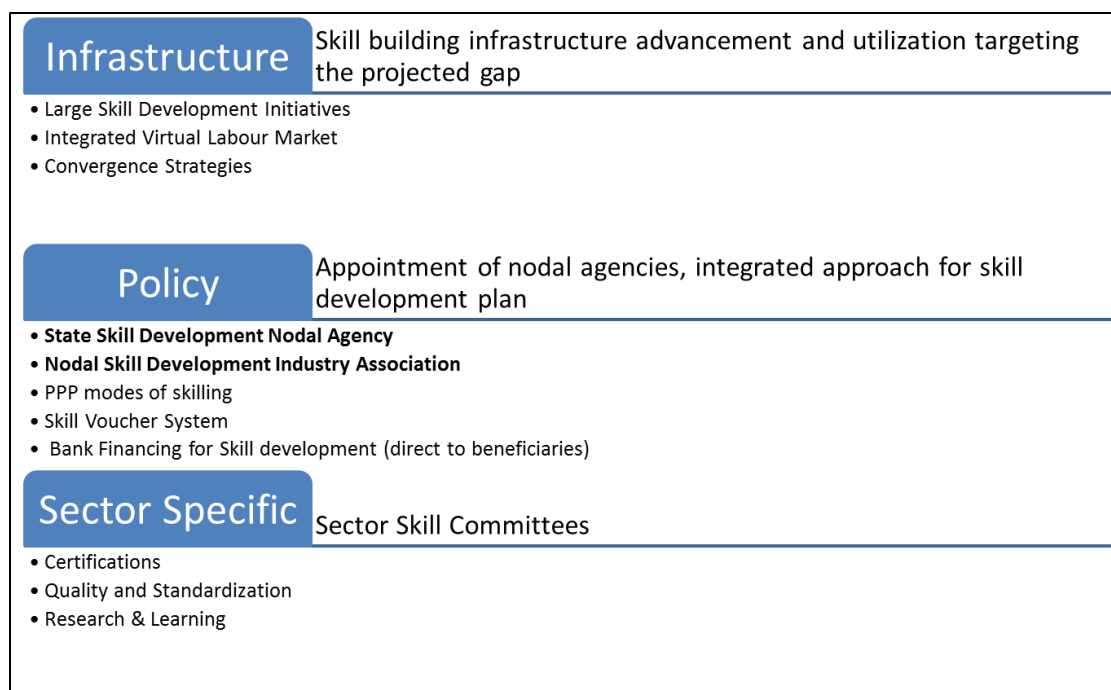 Infrastructure
Skill building infrastructure advancement and utilization targeting
the projected gap
• Large Skill Development Initiatives
• Integrated Virtual Labour Market
• Convergence Strategies
Policy
Appointment of nodal agencies, integrated approach for skill
development plan
• State Skill Development Nodal Agency
• Nodal Skill Development Industry Association
• PPP modes of skilling
• Skill Voucher System
• Bank Financing for Skill development (direct to beneficiaries)
Sector Specific
Sector Skill Committees
• Certifications
• Quality and Standardization
• Research & Learning